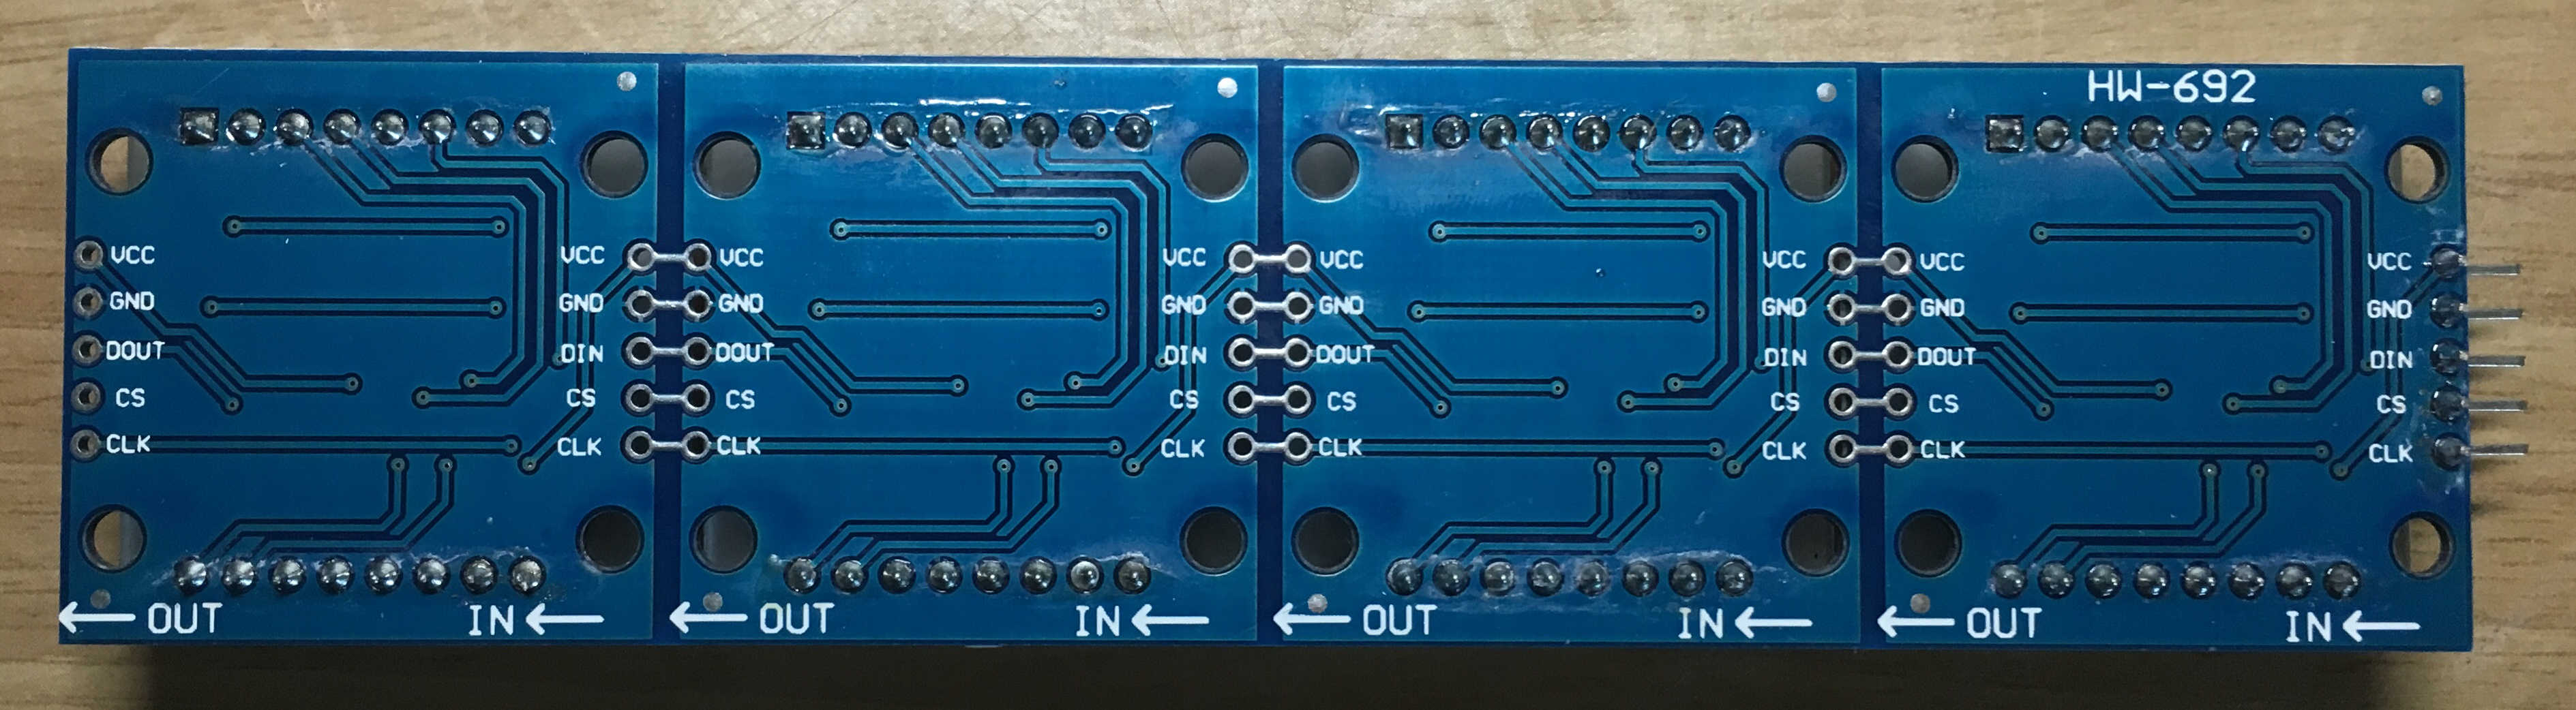 HW-692
VCC VCC VCC VCC VCC VCC VCC VCC
GND GND GND GND GND GND GND GND
DOUT DIN DOUT DIN DOUT DIN DOUT DIN
CS CS CS CS CS CS CS CS
CLK CLK CLK CLK CLK CLK CLK CLK
OUT IN OUT IN OUT IN OUT IN